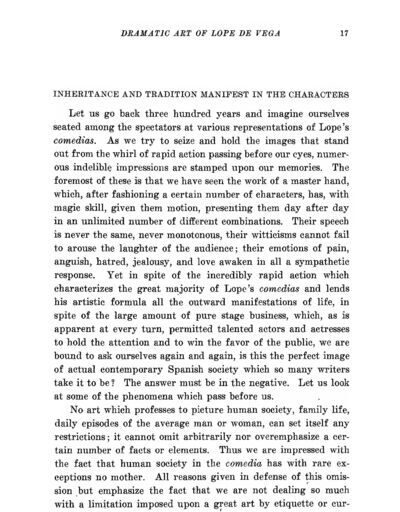 DRAMATIC ART OF LOPE DE VEGA 17
INHERITANCE AND TRADITION MANIFEST IN THE CHARACTERS
Let us go back three hundred years and imagine ourselves
seated among the spectators at various representations of Lope's
comedias. As we try to seize and hold the images that stand
out from the whirl of rapid action passing before our eyes, numer-
ous indelible impressions are stamped upon our memories. The
foremost of these is that we have seen the work of a master hand,
which, after fashioning a certain number of characters, has, with
magic skill, given them motion, presenting them day after day
in an unlimited number of different combinations. Their speech
is never the same, never monotonous, their witticisms cannot fail
to arouse the laughter of the audience; their emotions of pain,
anguish, hatred, jealousy, and love awaken in all a sympathetic
response. Yet in spite of the incredibly rapid action which
characterizes the great majority of Lope's comedias and lends
his artistic formula all the outward manifestations of life, in
spite of the large amount of pure stage business, which, as is
apparent at every turn, permitted talented actors and actresses
to hold the attention and to win the favor of the public, we are
bound to ask ourselves again and again, is this the perfect image
of actual contemporary Spanish society which so many writers
take it to be? The answer must be in the negative. Let us look
at some of the phenomena which pass before us.
No art which professes to picture human society, family life,
daily episodes of the average man or woman, can set itself any
restrictions; it cannot omit arbitrarily nor overemphasize a cer-
tain number of facts or elements. Thus we are impressed with
the fact that human society in the comedia has with rare ex-
ceptions no mother. All reasons given in defense of this omis-
sion but emphasize the fact that we are not dealing so much
with a limitation imposed upon a great art by etiquette or cur-